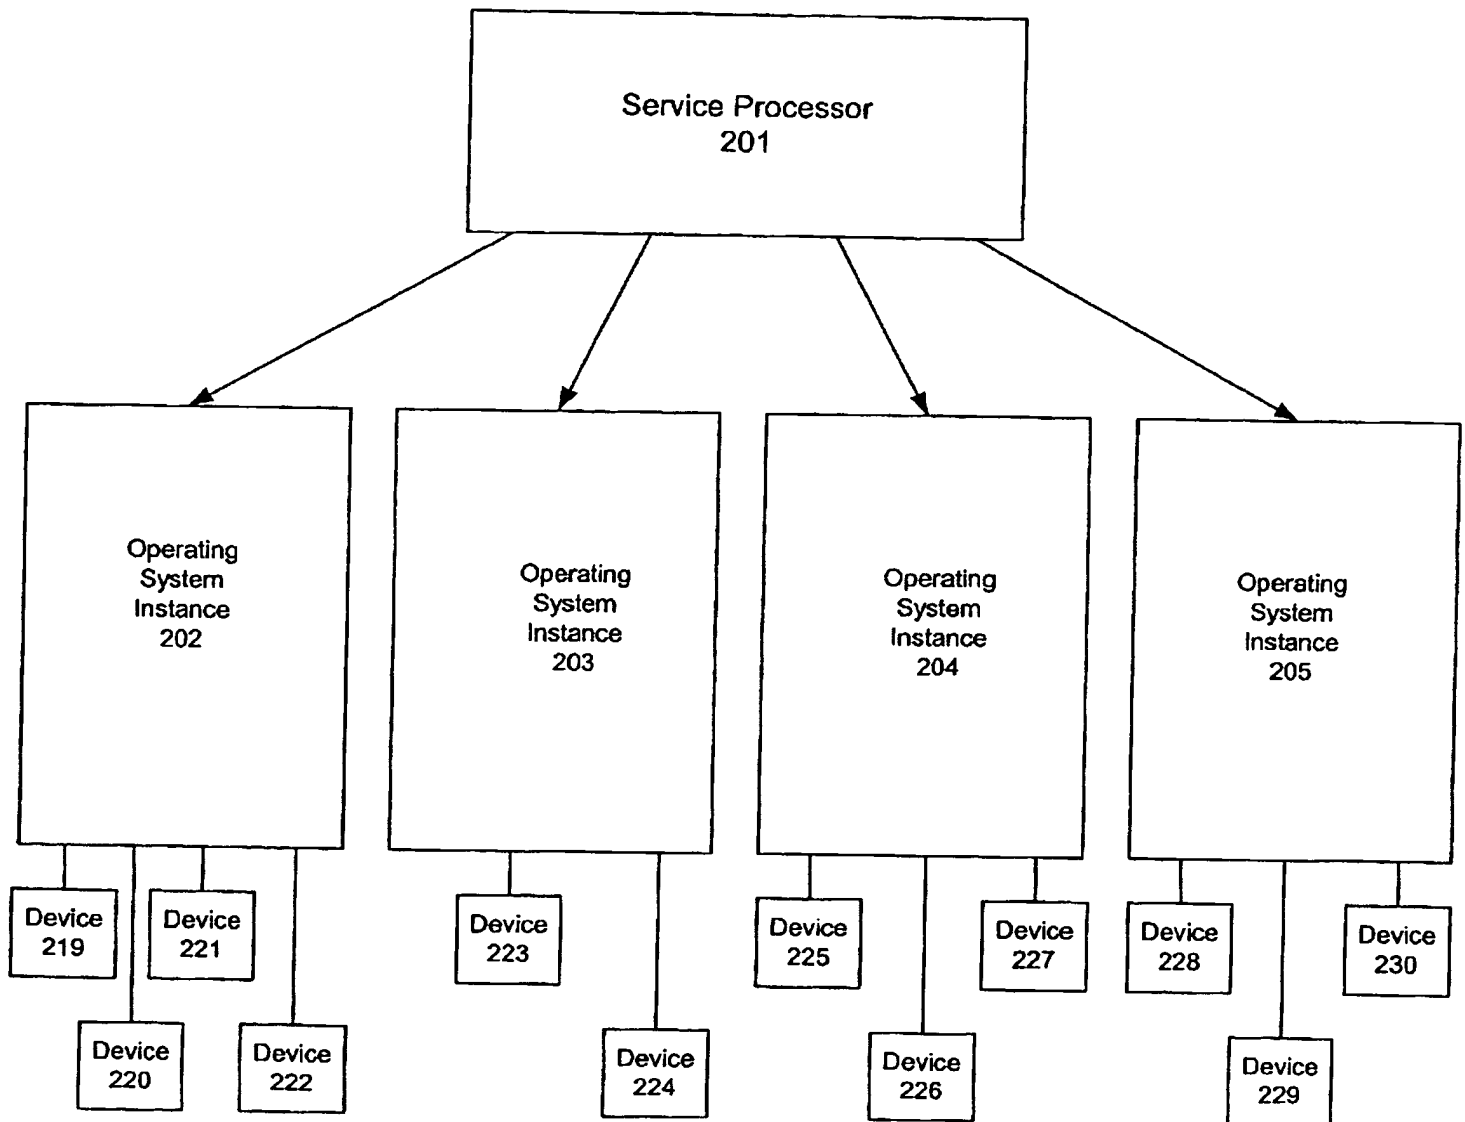 Service Processor
201
Operating
System
Instance
202
Operating
System
Instance
203
Operating
System
Instance
204
Operating
System
Instance
205
Device
219
Device
221
Device
223
Device
225
Device
227
Device
228
Device
230
Device
220
Device
222
Device
224
Device
226
Device
229